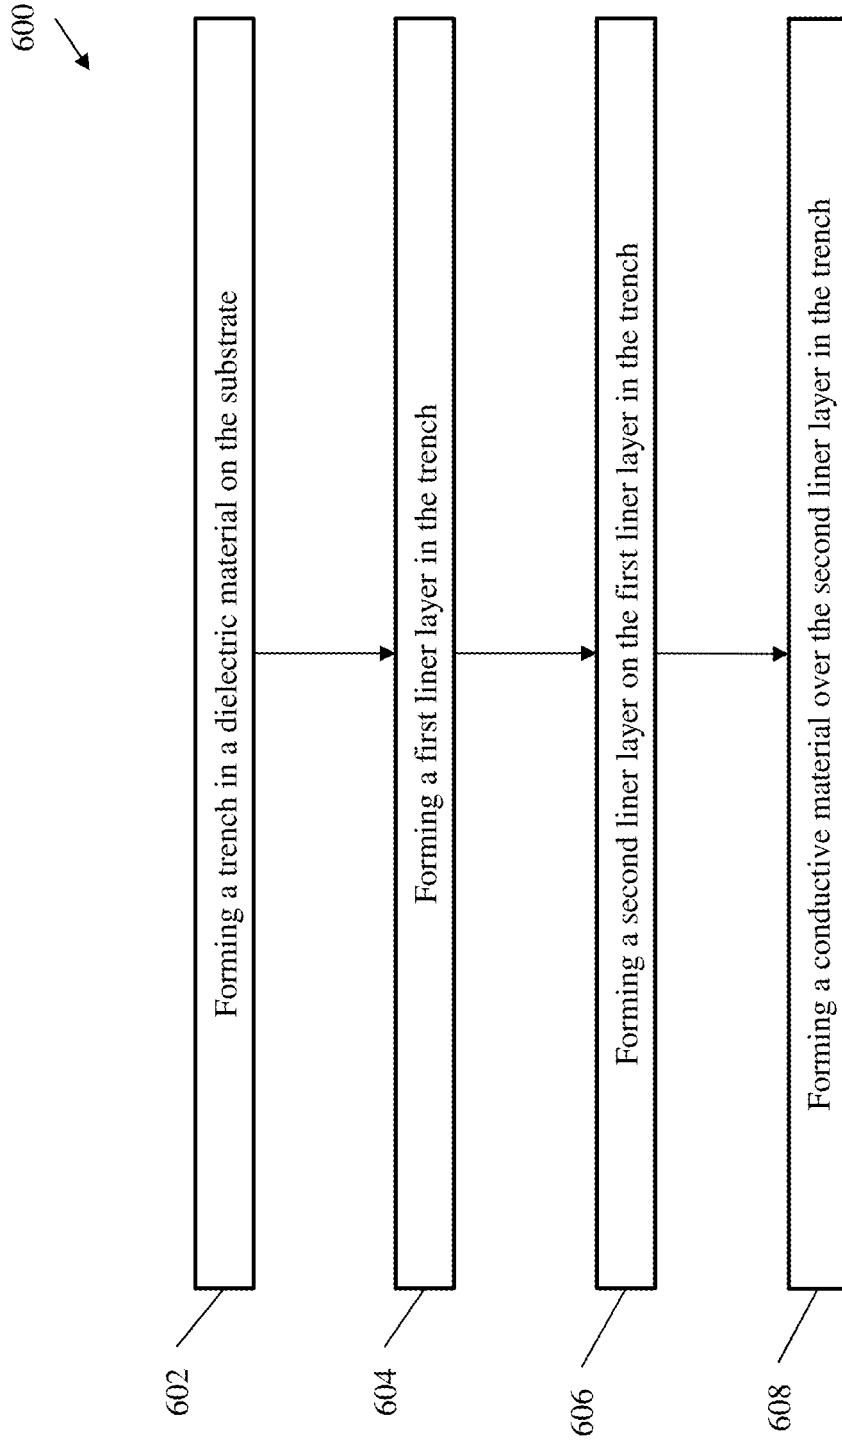 600
602
Forming a trench in a dielectric material on the substrate
604
Forming a first liner layer in the trench
606
Forming a second liner layer on the first liner layer in the trench
608
Forming a conductive material over the second liner layer in the trench